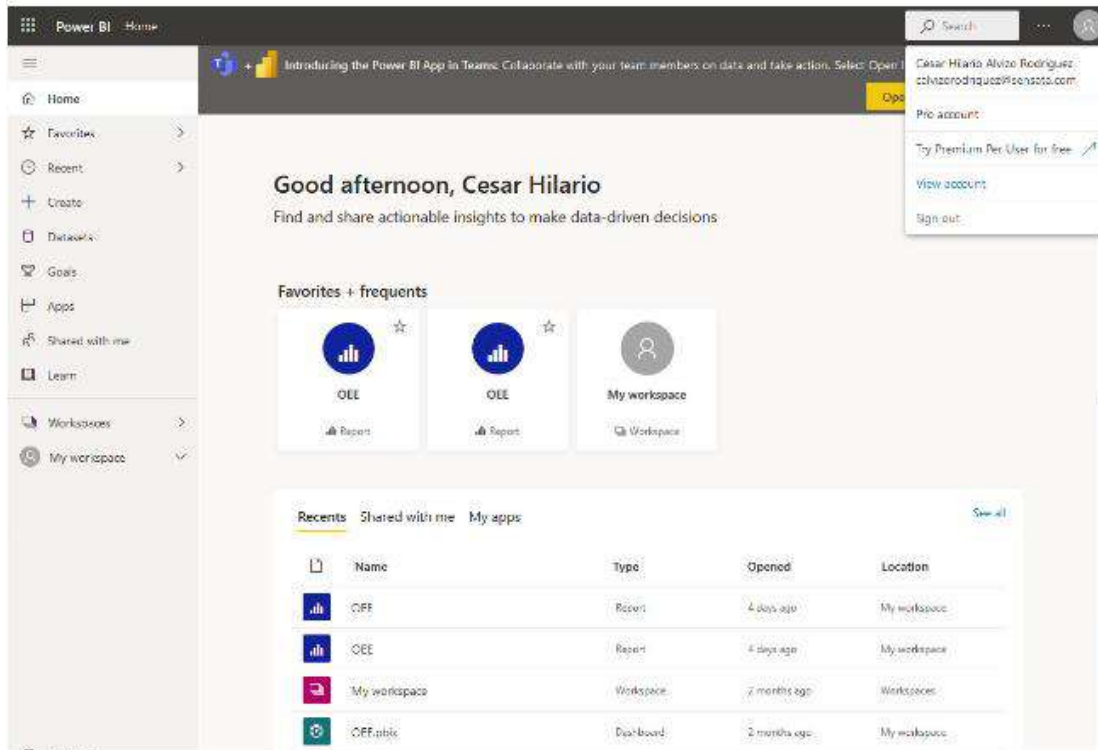 Power BI Home
Search
Introducing the Power BI App in Teams: Collaborate with your team members on data and take action. Select Open
Cesar Hilario Alvizo Rodriguez
calvizorodriguez@sensata.com
Pro account
Try Premium Per User for free
View account
Sign out
Home
Favorites
Recent
Create
Datasets
Goals
Apps
Shared with me
Learn
Workspaces
My workspace
Good afternoon, Cesar Hilario
Find and share actionable insights to make data-driven decisions
Favorites + frequents
OEE
Report
OEE
Report
My workspace
Workspace
Recents Shared with me My apps See all
Name Type Opened Location
OEE Report 4 days ago My workspace
OEE Report 4 days ago My workspace
My workspace Workspace 2 months ago Workspaces
OEE.pbix Dashboard 2 months ago My workspace